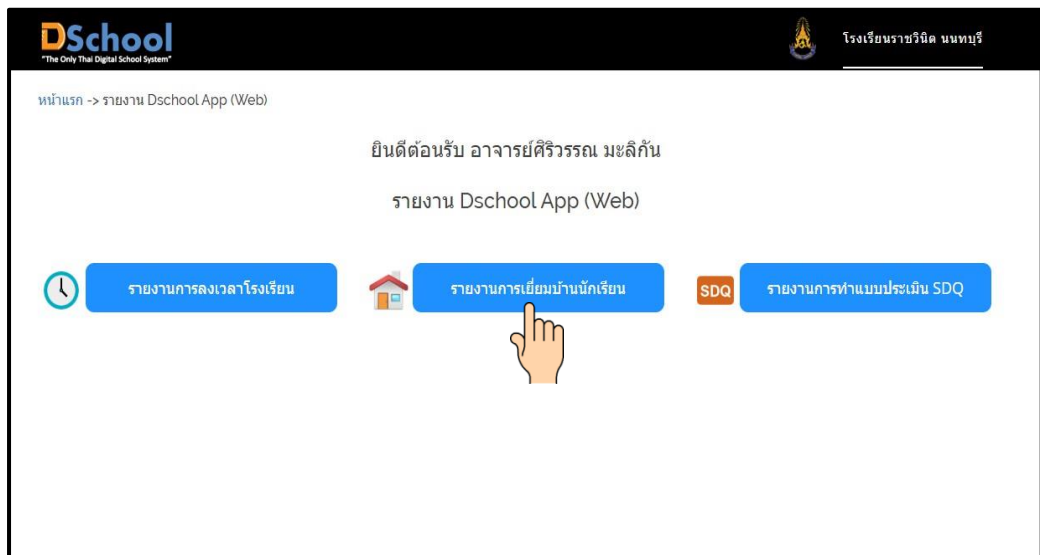 DSchool
"The Only Thai Digital School System"
โรงเรียนราชวินิต นนทบุรี
หน้าแรก -> รายงาน Dschool App (Web)
ยินดีต้อนรับ อาจารย์ศิริวรรณ มะลิกัน
รายงาน Dschool App (Web)
รายงานการลงเวลาโรงเรียน
รายงานการเยี่ยมบ้านนักเรียน
SDQ
รายงานการทำแบบประเมิน SDQ